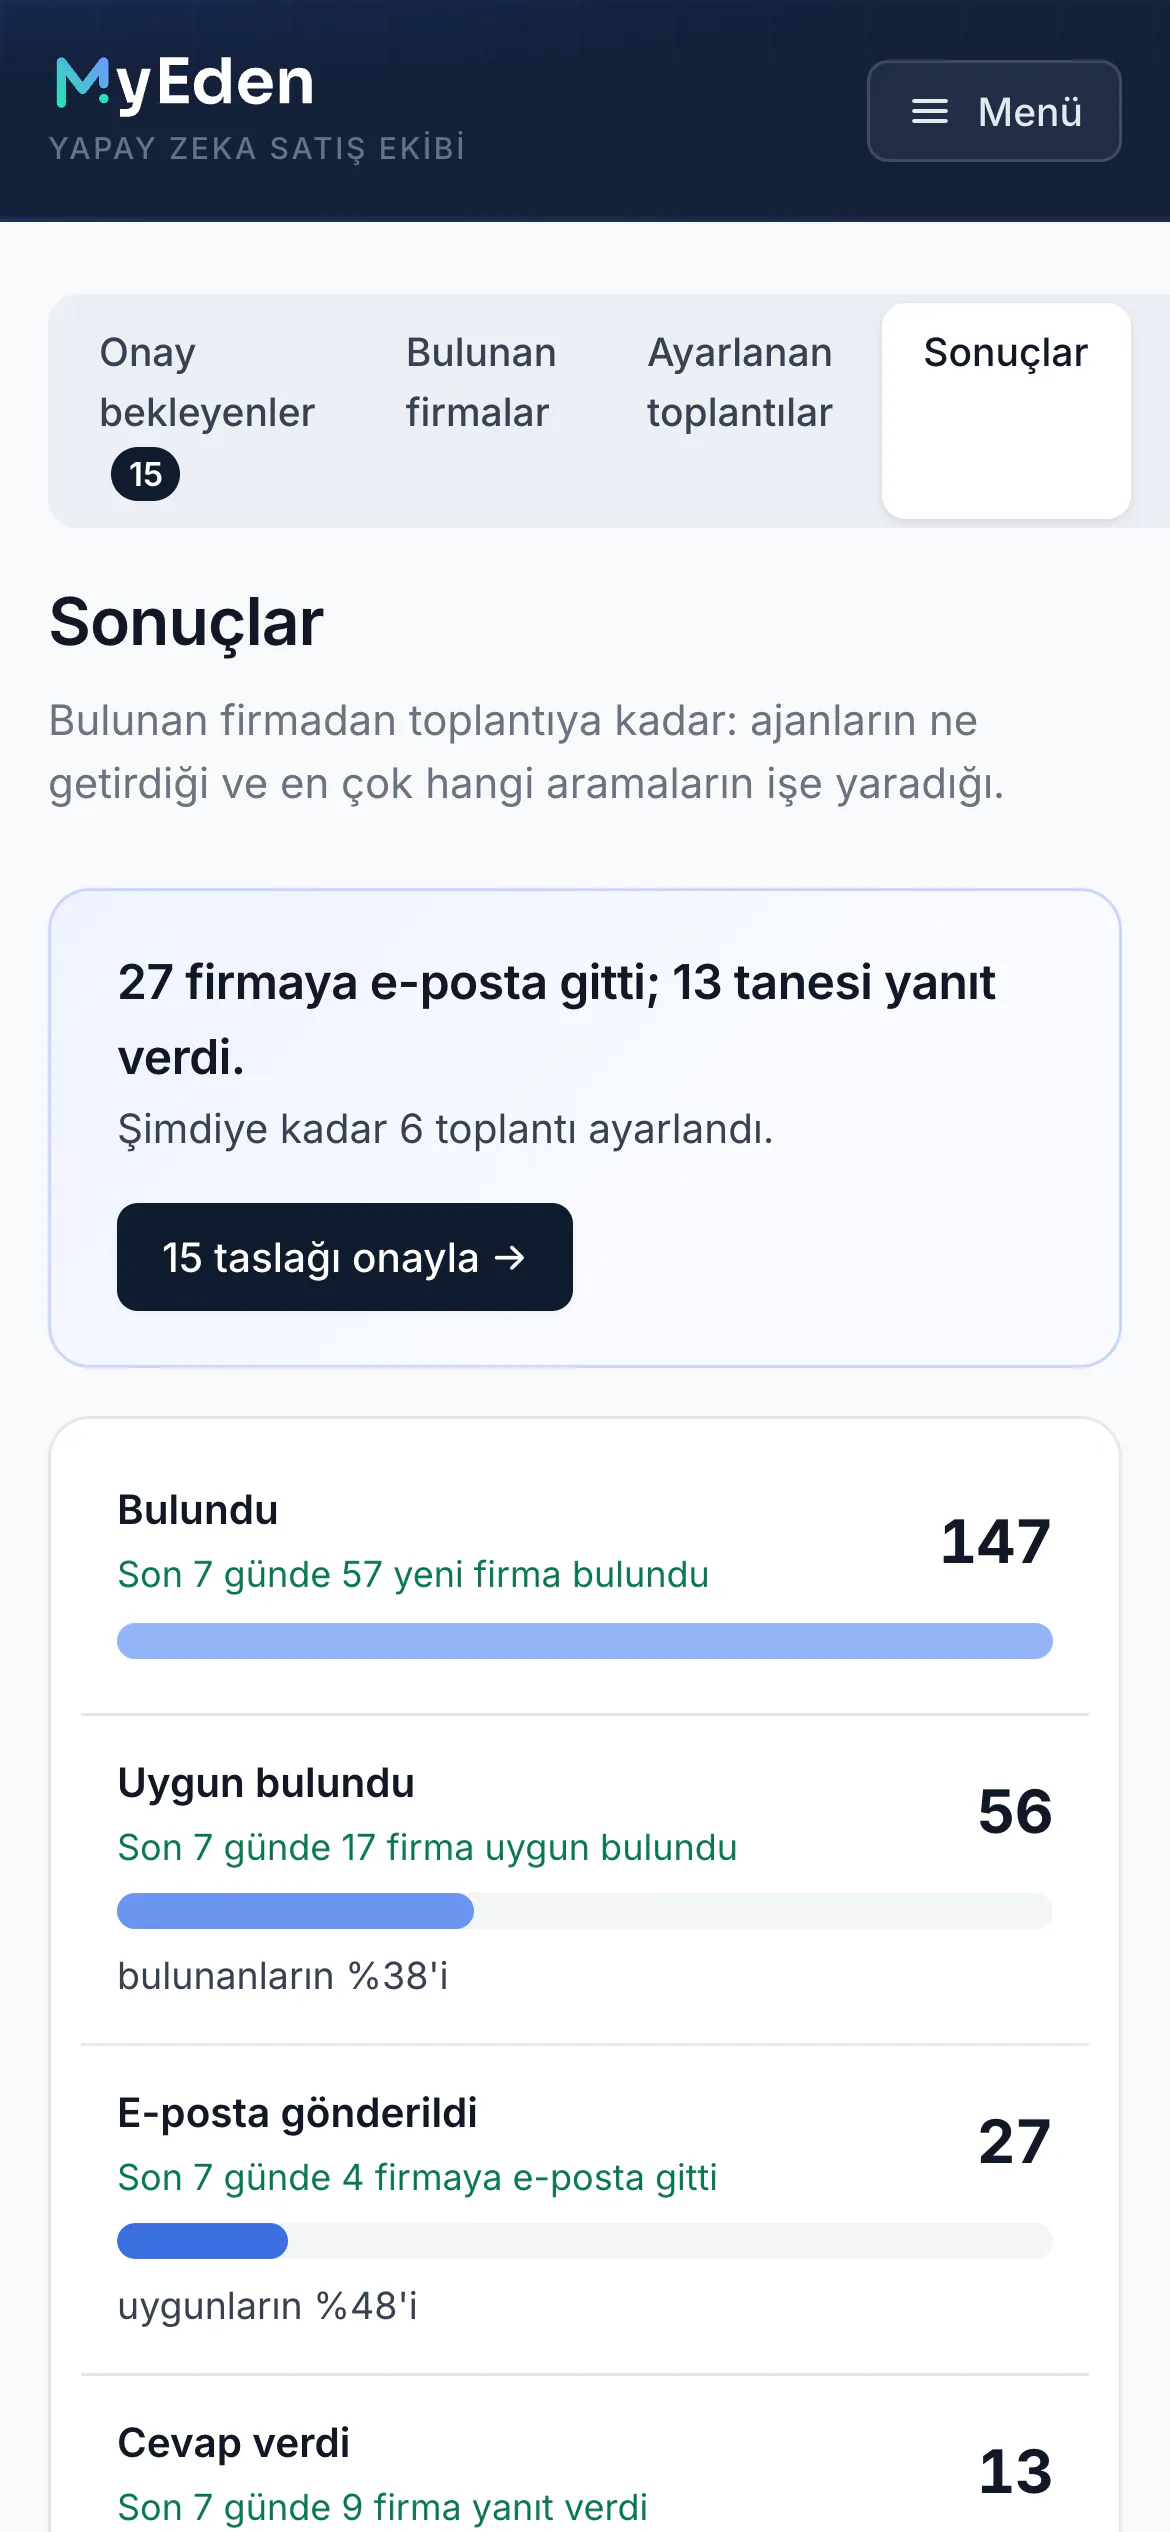 MyEden
YAPAY ZEKA SATIŞ EKİBİ
Menü
Onay
bekleyenler
15
Bulunan
firmalar
Ayarlanan
toplantılar
Sonuçlar
Sonuçlar
Bulunan firmadan toplantıya kadar: ajanların ne
getirdiği ve en çok hangi aramaların işe yaradığı.
27 firmaya e-posta gitti; 13 tanesi yanıt
verdi.
Şimdiye kadar 6 toplantı ayarlandı.
15 taslağı onayla →
Bulundu
147
Son 7 günde 57 yeni firma bulundu
Uygun bulundu
56
Son 7 günde 17 firma uygun bulundu
bulunanların %38'i
E-posta gönderildi
27
Son 7 günde 4 firmaya e-posta gitti
uygunların %48'i
Cevap verdi
13
Son 7 günde 9 firma yanıt verdi